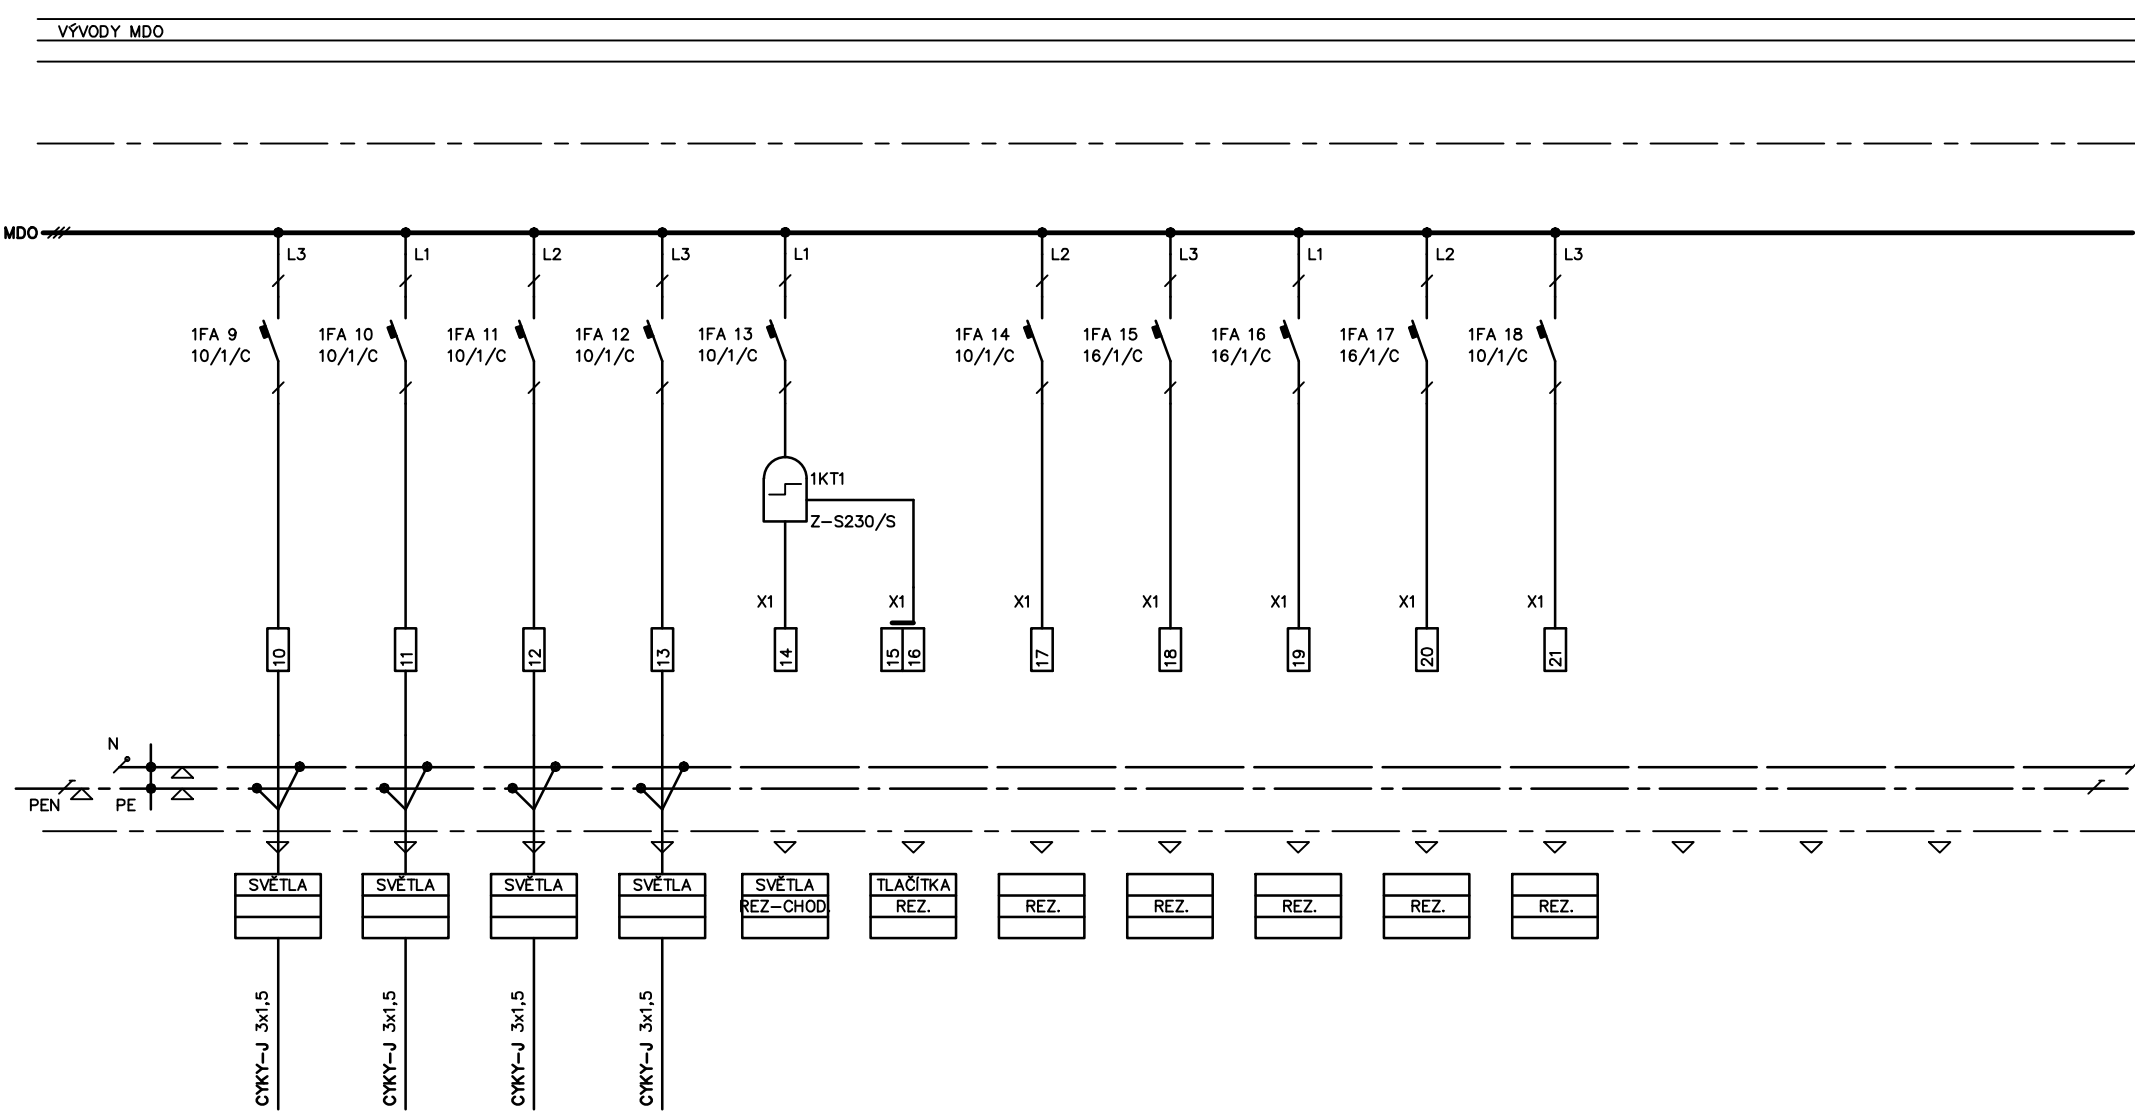 VÝVODY MDO
MDO
L3 L1 L2 L3 L1 L2 L3 L1 L2 L3
1FA 9 1FA 10 1FA 11 1FA 12 1FA 13 1FA 14 1FA 15 1FA 16 1FA 17 1FA 18
10/1/C 10/1/C 10/1/C 10/1/C 10/1/C 10/1/C 16/1/C 16/1/C 16/1/C 10/1/C
1KT1
Z-S230/S
X1 X1 X1 X1 X1 X1 X1
10 11 12 13 14 15 16 17 18 19 20 21
N
PEN PE
SVĚTLA SVĚTLA SVĚTLA SVĚTLA SVĚTLA TLAČÍTKA
REZ-CHOD. REZ. REZ. REZ. REZ. REZ. REZ.
CYKY-J 3x1,5
CYKY-J 3x1,5
CYKY-J 3x1,5
CYKY-J 3x1,5